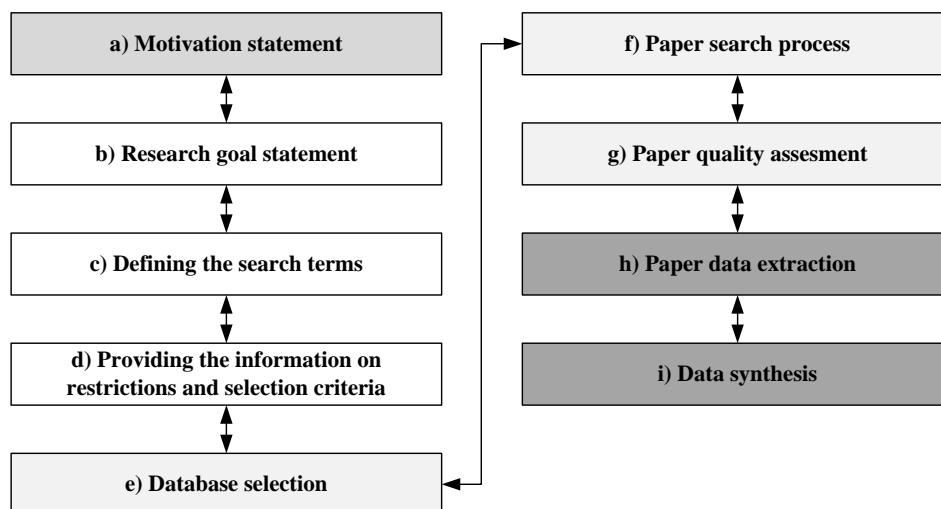 a) Motivation statement
b) Research goal statement
c) Defining the search terms
d) Providing the information on
restrictions and selection criteria
e) Database selection
f) Paper search process
g) Paper quality assesment
h) Paper data extraction
i) Data synthesis